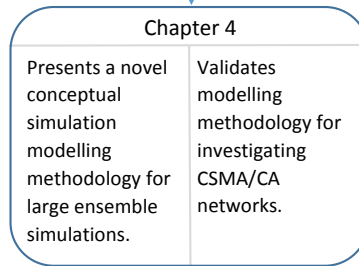 Chapter 4
Presents a novel
conceptual
simulation
modelling
methodology for
large ensemble
simulations.
Validates
modelling
methodology for
investigating
CSMA/CA
networks.